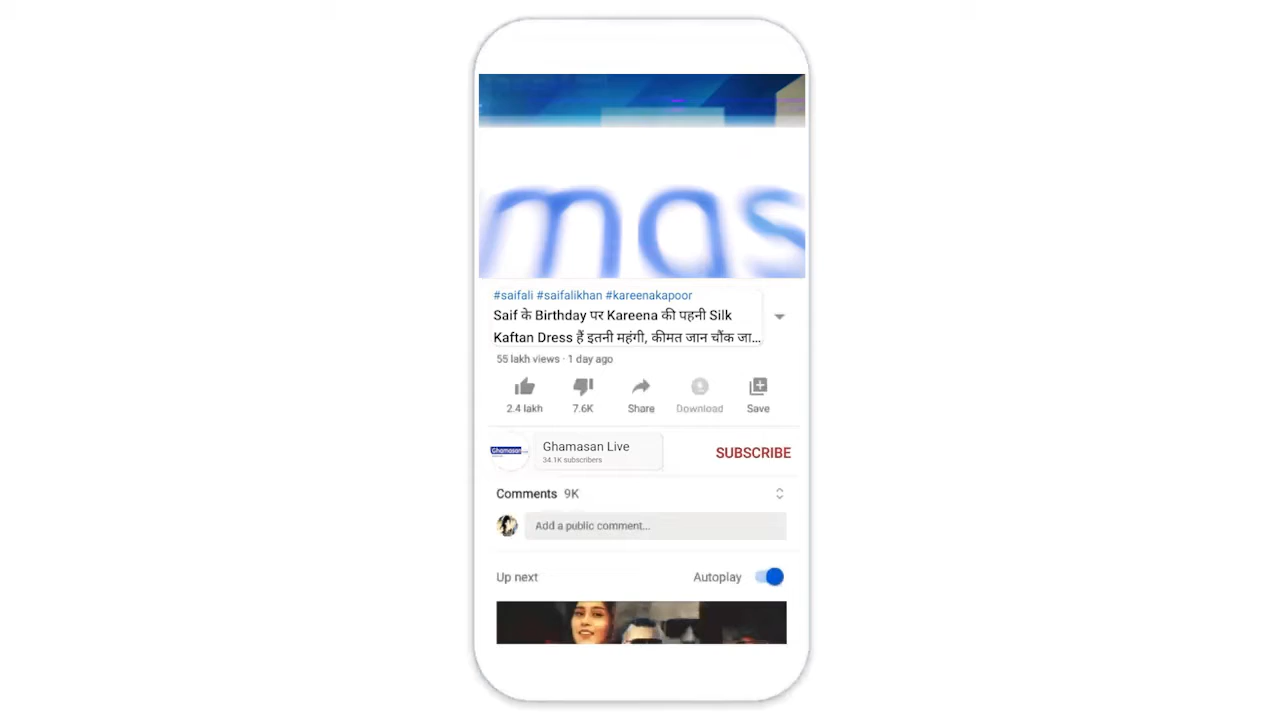 mas
#saifali #saifalikhan #kareenakapoor
Saif के Birthday पर Kareena की पहनी Silk
Kaftan Dress हैं इतनी महंगी, कीमत जान चौंक जा...
55 lakh views · 1 day ago
2.4 lakh 7.6K Share Download Save
Ghamasan
Ghamasan Live
34.1K subscribers
SUBSCRIBE
Comments 9K
Add a public comment...
Up next Autoplay